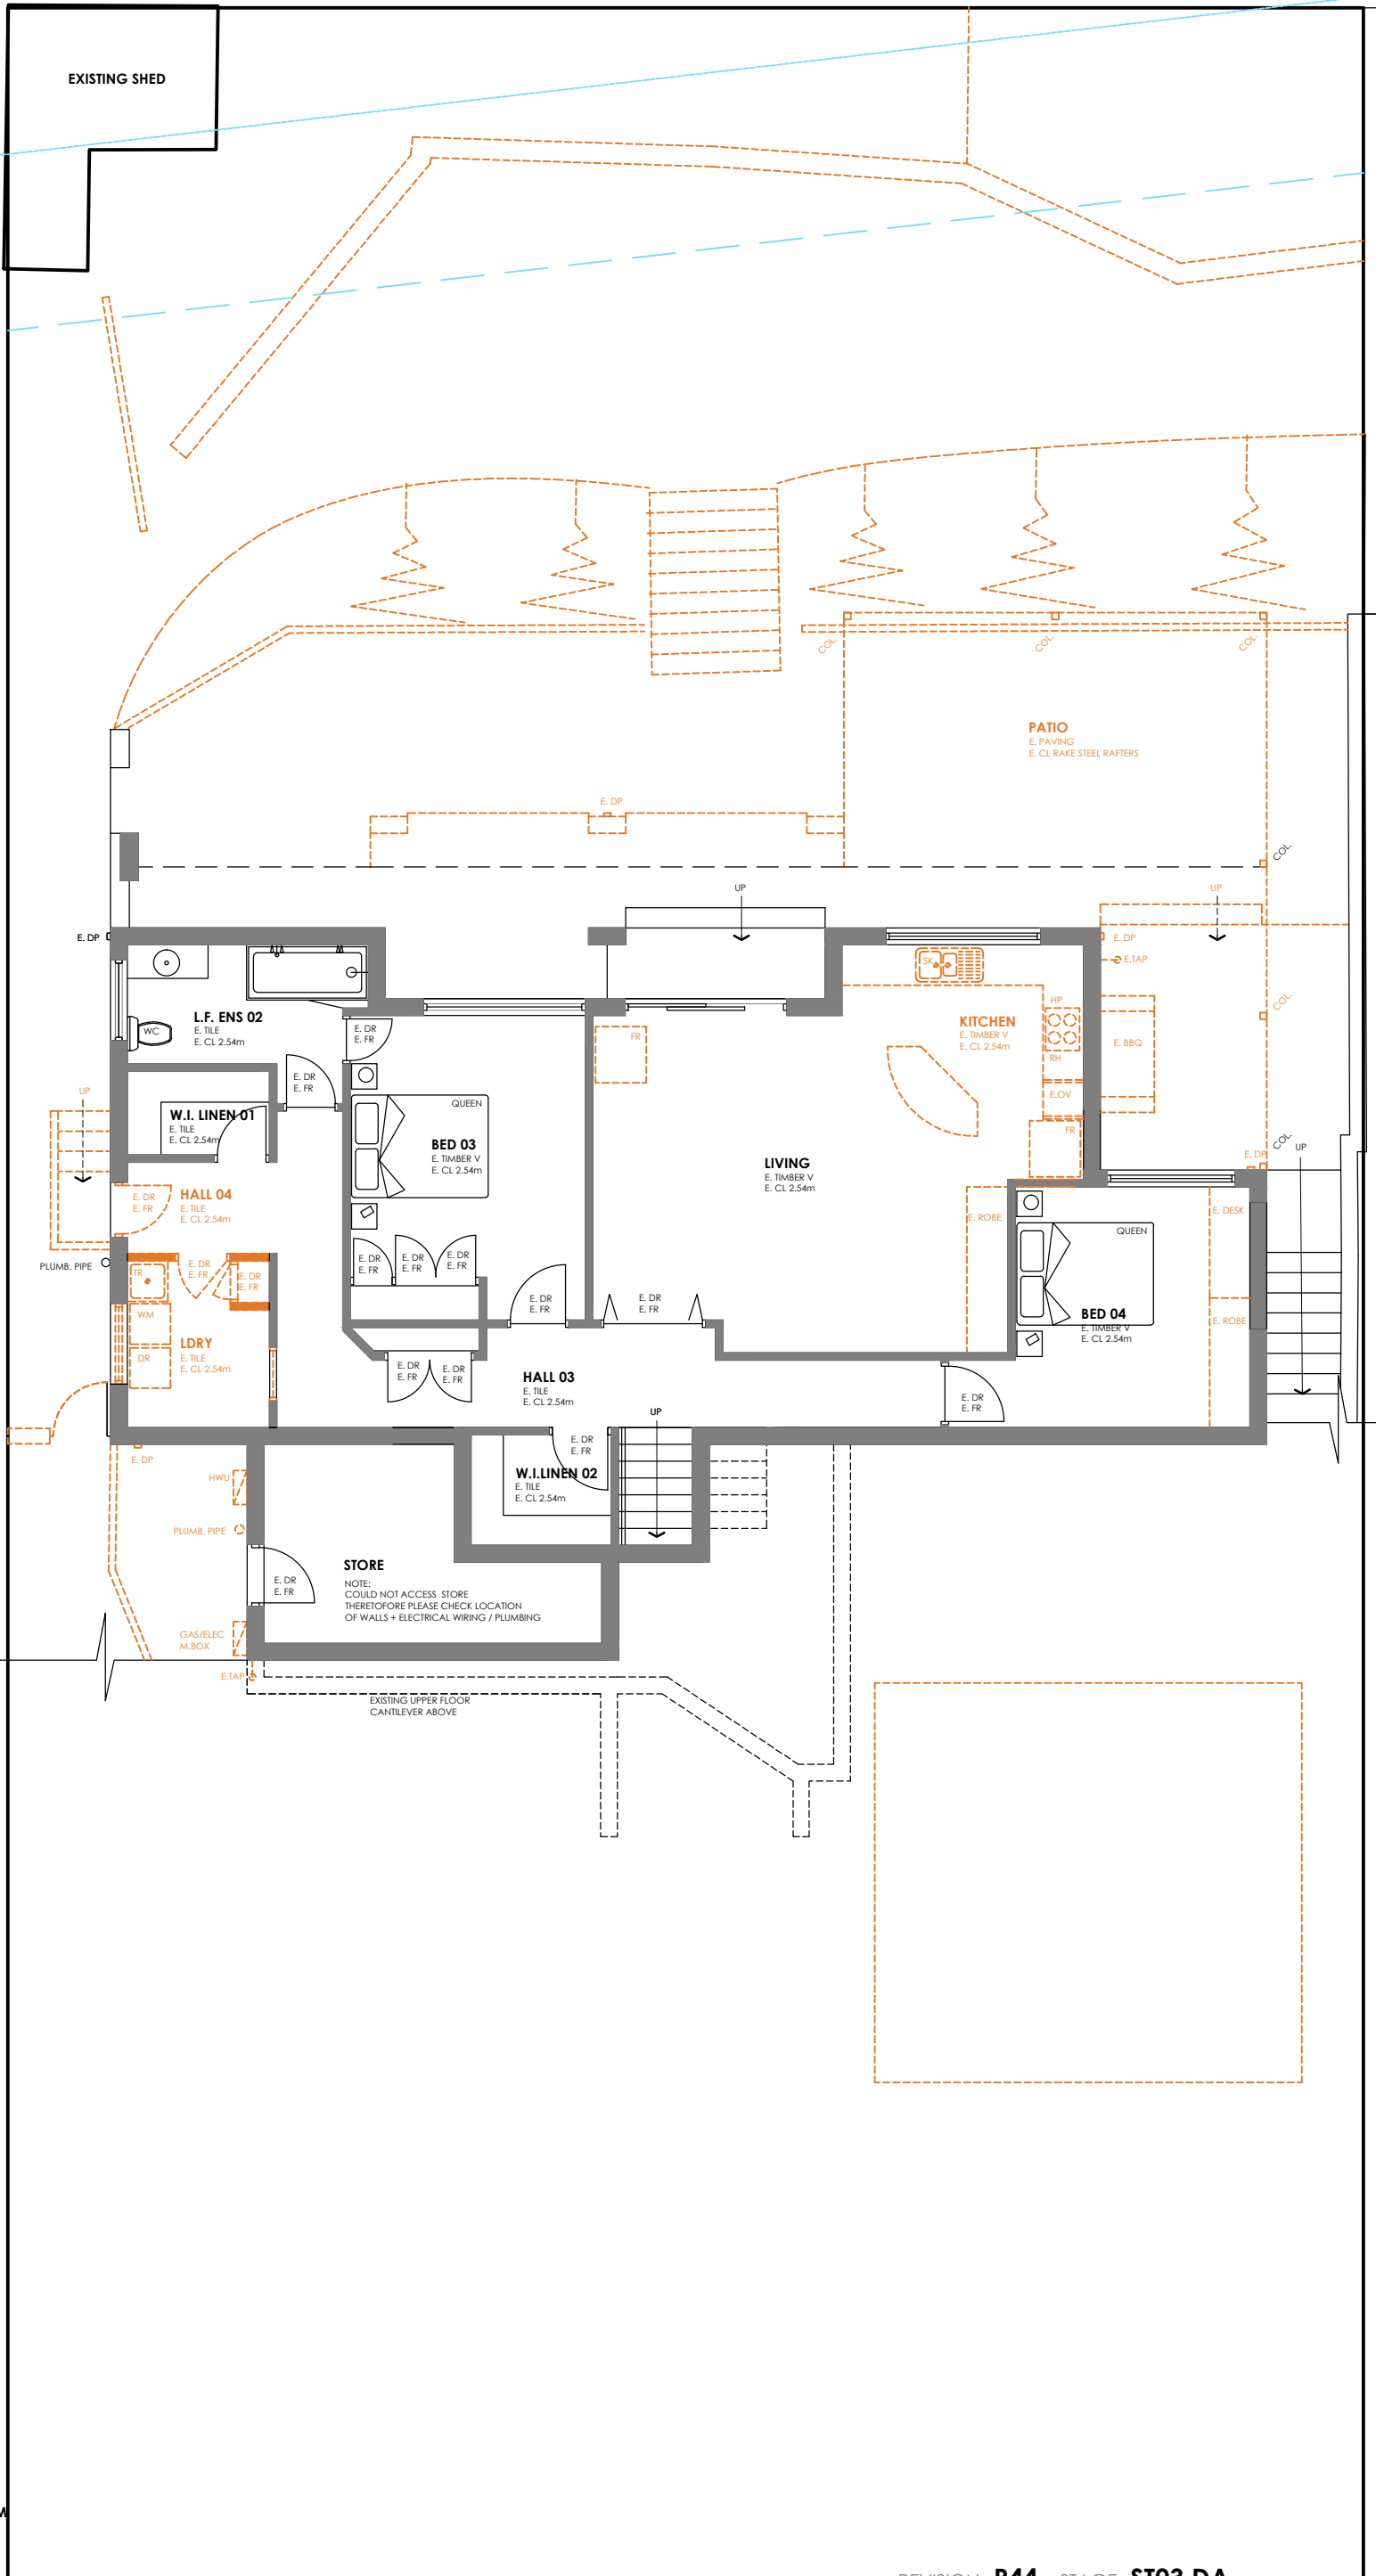 EXISTING SHED
COL.
COL.
COL.
PATIO
E. PAVING
E. CL RAKE STEEL RAFTERS
E. DP
COL.
UP
UP
E. DP
E. DP
E.TAP
SK
L.F. ENS 02
E. TILE
E. CL 2.54m
WC
E. DR
E. FR
KITCHEN
E. TIMBER V
E. CL 2.54m
HP
RH
FR
COL.
E. BBQ
E. DR
E. FR
UP
E.OV
QUEEN
W.I. LINEN 01
E. TILE
E. CL 2.54m
BED 03
E. TIMBER V
E. CL 2.54m
FR
COL.
UP
E. DP
LIVING
E. TIMBER V
E. CL 2.54m
HALL 04
E. TILE
E. CL 2.54m
E. DR
E. FR
E. ROBE
E. DESK
QUEEN
PLUMB. PIPE
TR
E. DR
E. FR
E. DR
E. FR
E. DR
E. FR
E. DR
E. FR
E. DR
E. FR
E. DR
E. FR
E. DR
E. FR
WM
BED 04
E. TIMBER V
E. CL 2.54m
E. ROBE
LDRY
E. TILE
E. CL 2.54m
DR
E. DR
E. FR
E. DR
E. FR
HALL 03
E. TILE
E. CL 2.54m
E. DR
E. FR
UP
E. DP
E. DR
E. FR
HWU
W.I.LINEN 02
E. TILE
E. CL 2.54m
PLUMB. PIPE
STORE
NOTE:
COULD NOT ACCESS STORE
THERETOFORE PLEASE CHECK LOCATION
OF WALLS + ELECTRICAL WIRING / PLUMBING
E. DR
E. FR
GAS/ELEC
M.BOX
E.TAP
EXISTING UPPER FLOOR
CANTILEVER ABOVE